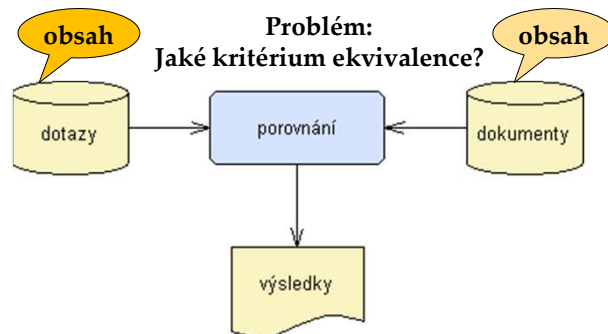 obsah
Problém:
Jaké kritérium ekvivalence?
obsah
dotazy
porovnání
dokumenty
výsledky